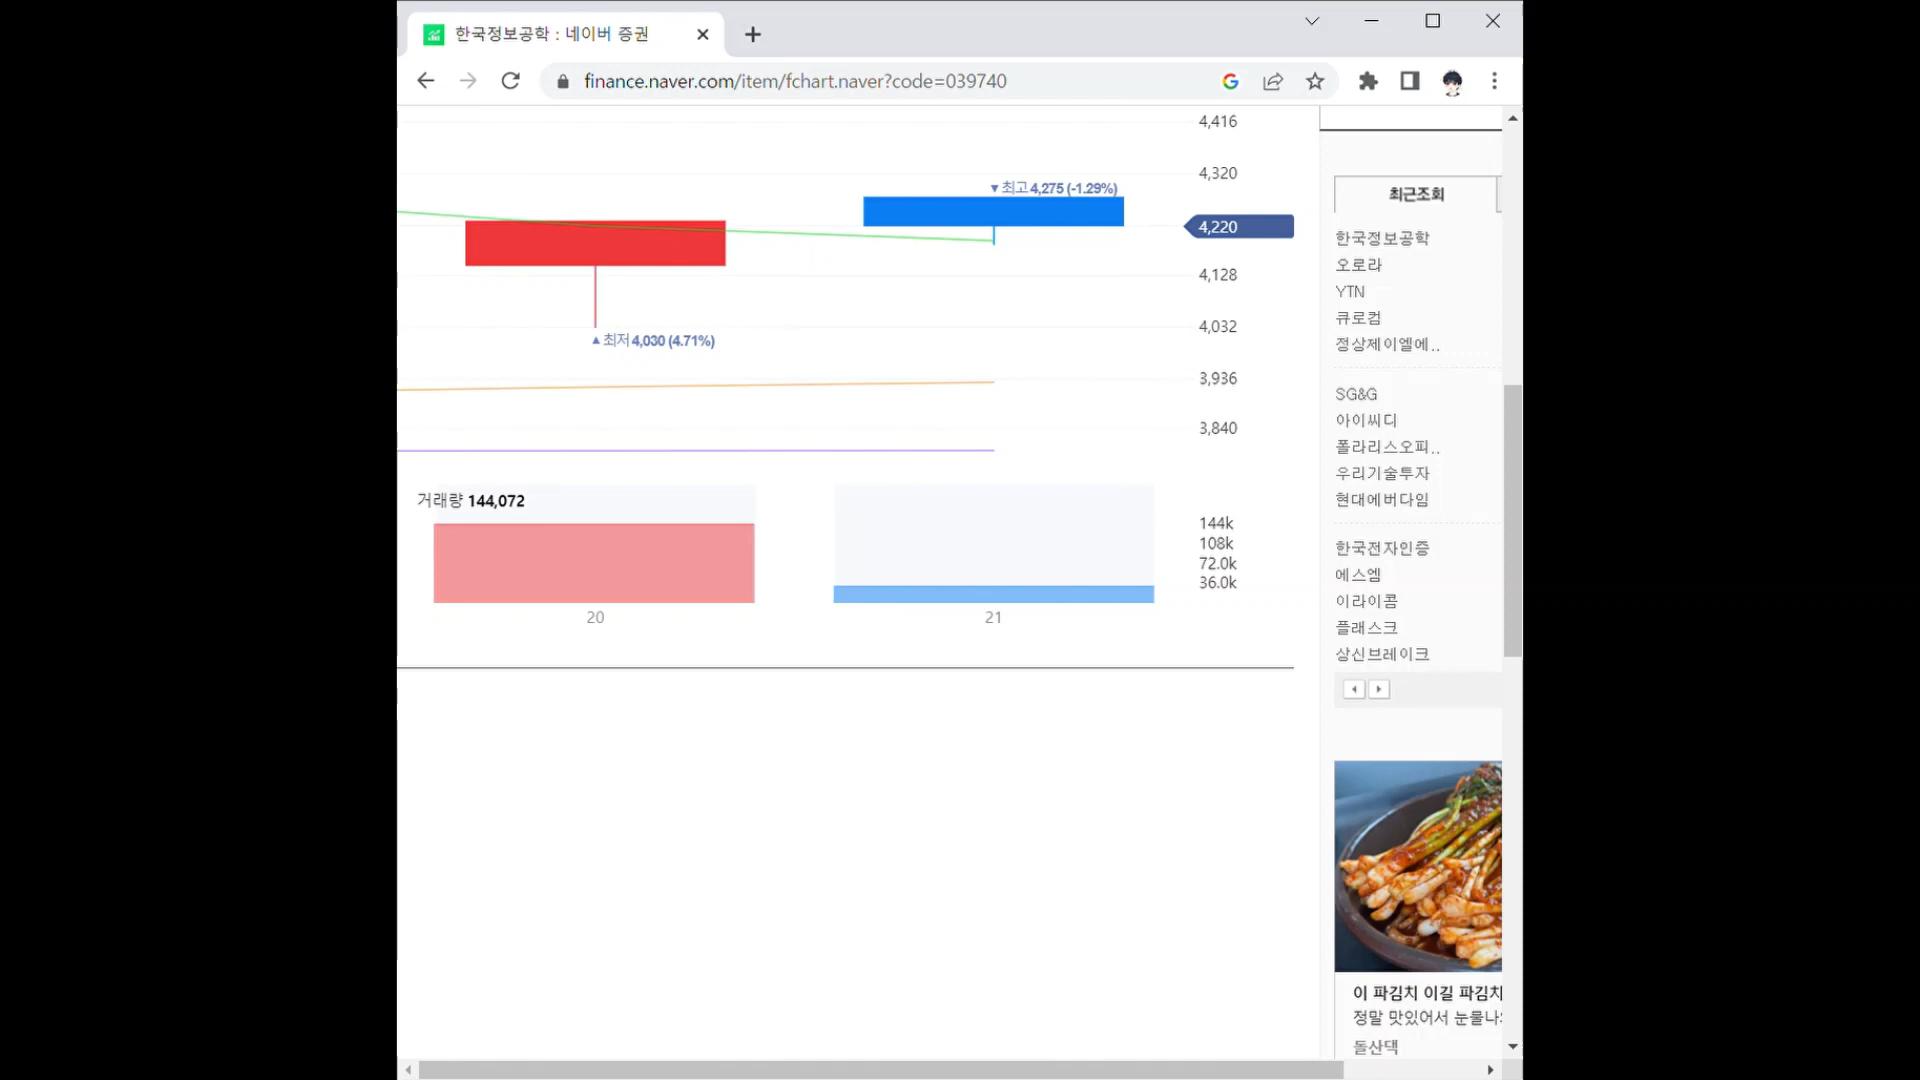 한국정보공학 : 네이버 증권
finance.naver.com/item/fchart.naver?code=039740
4,416
4,320
▼최고 4,275 (-1.29%)
4,220
4,128
4,032
▲최저 4,030 (4.71%)
3,936
3,840
거래량 144,072
144k
108k
72.0k
36.0k
20
21
최근조회
한국정보공학
오로라
YTN
큐로컴
정상제이엘에..
SG&G
아이씨디
폴라리스오피..
우리기술투자
현대에버다임
한국전자인증
에스엠
이라이콤
플래스크
상신브레이크
이 파김치 이길 파김치
정말 맛있어서
돌산댁